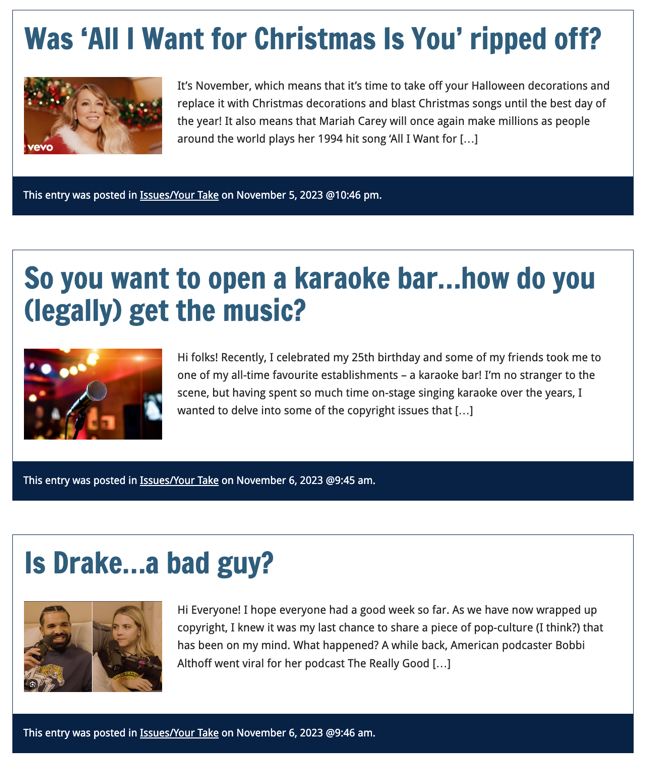 Was ‘All I Want for Christmas Is You’ ripped off?
It’s November, which means that it’s time to take off your Halloween decorations and
replace it with Christmas decorations and blast Christmas songs until the best day of
the year! It also means that Mariah Carey will once again make millions as people
around the world plays her 1994 hit song ‘All I Want for […]
vevo
This entry was posted in Issues/Your Take on November 5, 2023 @10:46 pm.
So you want to open a karaoke bar…how do you
(legally) get the music?
Hi folks! Recently, I celebrated my 25th birthday and some of my friends took me to
one of my all-time favourite establishments – a karaoke bar! I’m no stranger to the
scene, but having spent so much time on-stage singing karaoke over the years, I
wanted to delve into some of the copyright issues that […]
This entry was posted in Issues/Your Take on November 6, 2023 @9:45 am.
Is Drake…a bad guy?
Hi Everyone! I hope everyone had a good week so far. As we have now wrapped up
copyright, I knew it was my last chance to share a piece of pop-culture (I think?) that
has been on my mind. What happened? A while back, American podcaster Bobbi
Althoff went viral for her podcast The Really Good […]
This entry was posted in Issues/Your Take on November 6, 2023 @9:46 am.